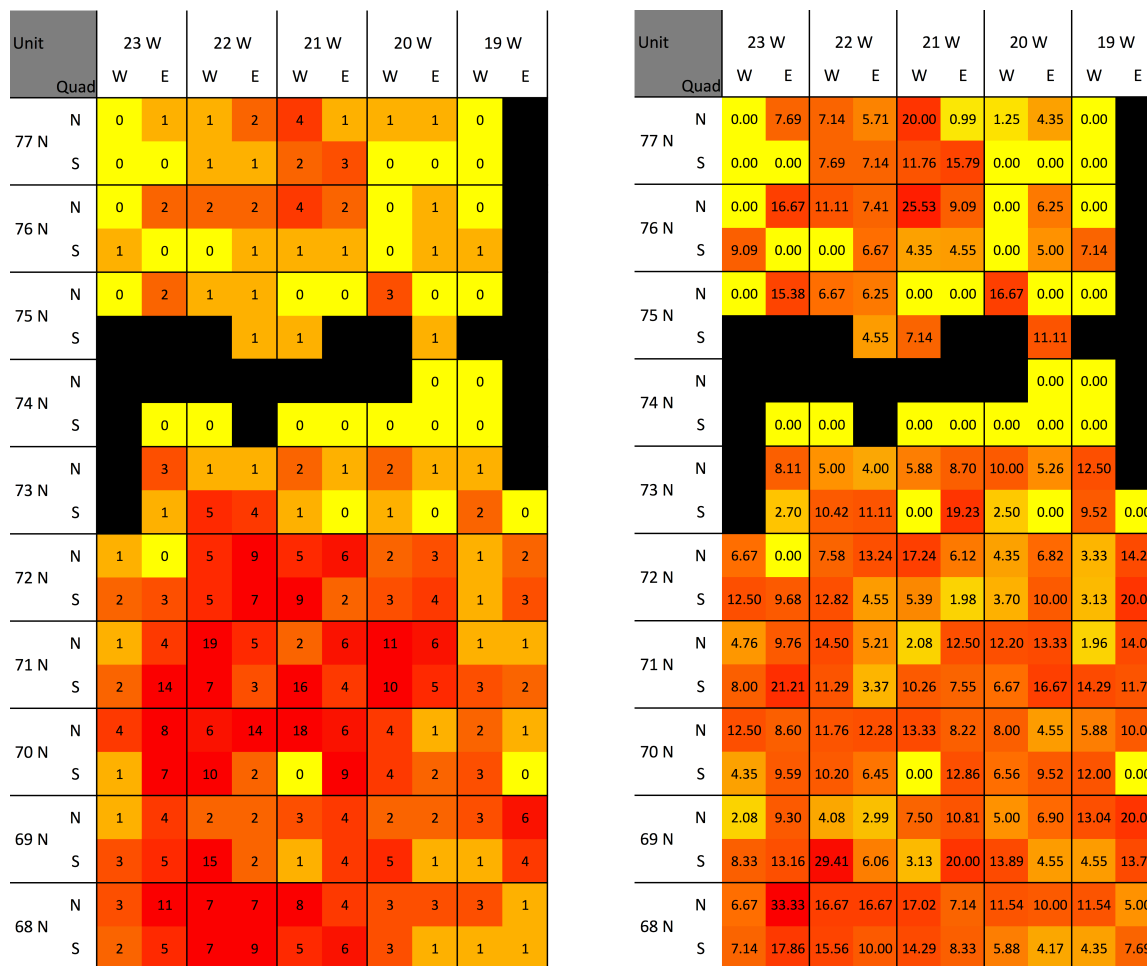 Unit 23 W 22 W 21 W 20 W 19 W
Quad W E W E W E W E W E
77 N N 0 1 1 2 4 1 1 1 0
S 0 0 1 1 2 3 0 0 0
76 N N 0 2 2 2 4 2 0 1 0
S 1 0 0 1 1 1 0 1 1
75 N N 0 2 1 1 0 0 3 0 0
S 1 1 1
74 N N 0 0
S 0 0 0 0 0 0 0
73 N N 3 1 1 2 1 2 1 1
S 1 5 4 1 0 1 0 2 0
72 N N 1 0 5 9 5 6 2 3 1 2
S 2 3 5 7 9 2 3 4 1 3
71 N N 1 4 19 5 2 6 11 6 1 1
S 2 14 7 3 16 4 10 5 3 2
70 N N 4 8 6 14 18 6 4 1 2 1
S 1 7 10 2 0 9 4 2 3 0
69 N N 1 4 2 2 3 4 2 2 3 6
S 3 5 15 2 1 4 5 1 1 4
68 N N 3 11 7 7 8 4 3 3 3 1
S 2 5 7 9 5 6 3 1 1 1
Unit 23 W 22 W 21 W 20 W 19 W
Quad W E W E W E W E W E
77 N N 0.00 7.69 7.14 5.71 20.00 0.99 1.25 4.35 0.00
S 0.00 0.00 7.69 7.14 11.76 15.79 0.00 0.00 0.00
76 N N 0.00 16.67 11.11 7.41 25.53 9.09 0.00 6.25 0.00
S 9.09 0.00 0.00 6.67 4.35 4.55 0.00 5.00 7.14
75 N N 0.00 15.38 6.67 6.25 0.00 0.00 16.67 0.00 0.00
S 4.55 7.14 11.11
74 N N 0.00 0.00
S 0.00 0.00 0.00 0.00 0.00 0.00 0.00
73 N N 8.11 5.00 4.00 5.88 8.70 10.00 5.26 12.50
S 2.70 10.42 11.11 0.00 19.23 2.50 0.00 9.52 0.00
72 N N 6.67 0.00 7.58 13.24 17.24 6.12 4.35 6.82 3.33 14.2
S 12.50 9.68 12.82 4.55 5.39 1.98 3.70 10.00 3.13 20.0
71 N N 4.76 9.76 14.50 5.21 2.08 12.50 12.20 13.33 1.96 14.0
S 8.00 21.21 11.29 3.37 10.26 7.55 6.67 16.67 14.29 11.7
70 N N 12.50 8.60 11.76 12.28 13.33 8.22 8.00 4.55 5.88 10.0
S 4.35 9.59 10.20 6.45 0.00 12.86 6.56 9.52 12.00 0.00
69 N N 2.08 9.30 4.08 2.99 7.50 10.81 5.00 6.90 13.04 20.0
S 8.33 13.16 29.41 6.06 3.13 20.00 13.89 4.55 4.55 13.7
68 N N 6.67 33.33 16.67 16.67 17.02 7.14 11.54 10.00 11.54 5.00
S 7.14 17.86 15.56 10.00 14.29 8.33 5.88 4.17 4.35 7.69